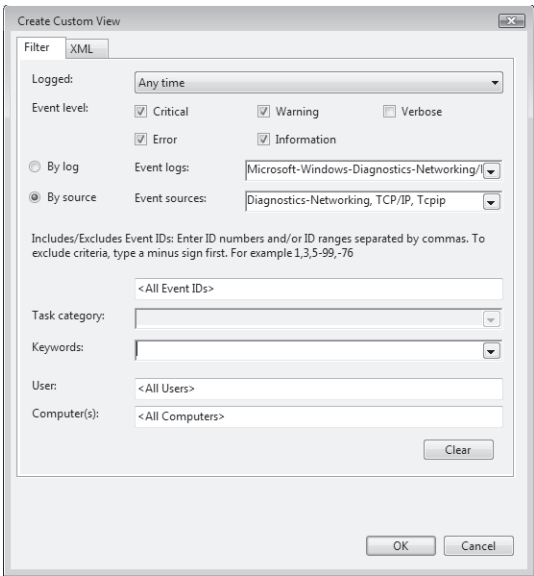 Create Custom View
Filter XML
Logged: Any time
Event level: Critical Warning Verbose
Error Information
By log Event logs: Microsoft-Windows-Diagnostics-Networking/
By source Event sources: Diagnostics-Networking, TCP/IP, Tcpip
Includes/Excludes Event IDs: Enter ID numbers and/or ID ranges separated by commas. To
exclude criteria, type a minus sign first. For example 1,3,5-99,-76
<All Event IDs>
Task category:
Keywords:
User: <All Users>
Computer(s): <All Computers>
Clear
OK Cancel